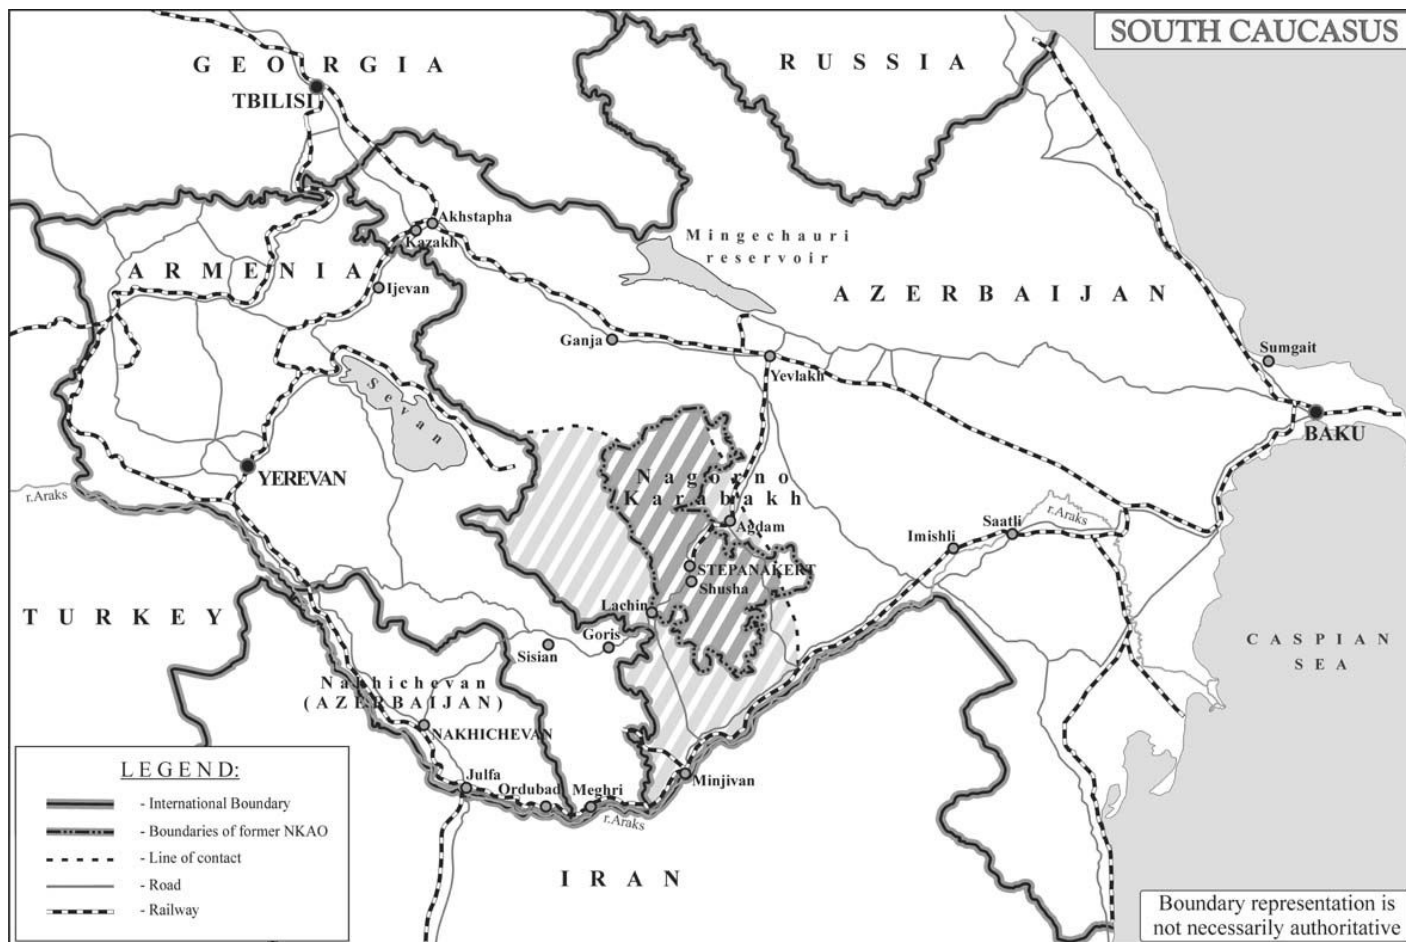 SOUTH CAUCASUS
GEORGIA
RUSSIA
TBILISI
Akhstapha
Kazakh
Mingechauri
reservoir
ARMENIA
Ijevan
AZERBAIJAN
Ganja
Sumgait
Yevlakh
Sevan
BAKU
YEREVAN
Nagorno
Karabakh
r.Araks
r.Araks
Agdam
Saatli
Imishli
STEPANAKERT
Shusha
Lachin
TURKEY
Goris
Sisian
CASPIAN
SEA
Nakhichevan
(AZERBAIJAN)
NAKHICHEVAN
Julfa
Ordubad
Meghri
Minjivan
r.Araks
IRAN
LEGEND:
- International Boundary
- Boundaries of former NKAO
- Line of contact
- Road
- Railway
Boundary representation is
not necessarily authoritative